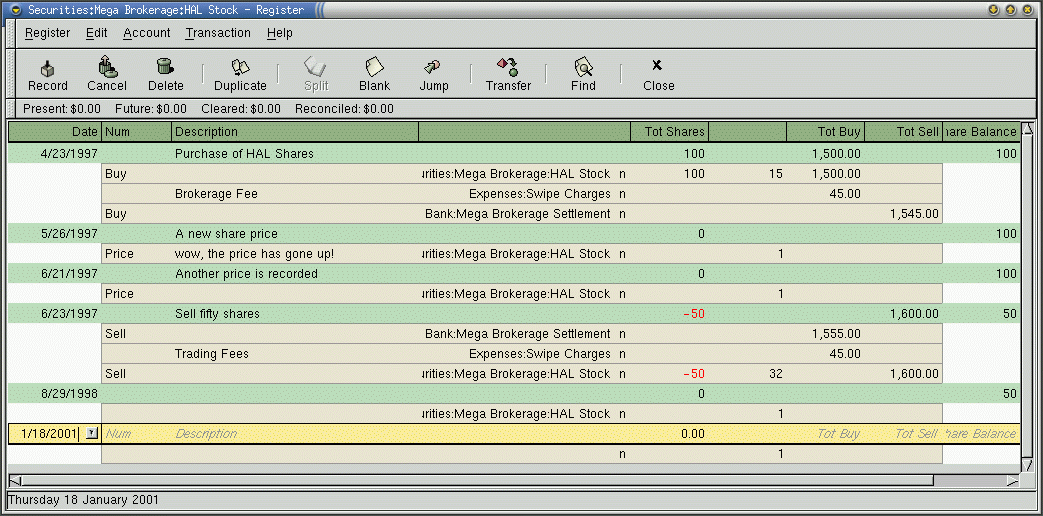 Securities:Mega Brokerage:HAL Stock - Register
Register Edit Account Transaction Help
Record Cancel Delete Duplicate Split Blank Jump Transfer Find Close
Present: $0.00 Future: $0.00 Cleared: $0.00 Reconciled: $0.00
Date Num Description Tot Shares Tot Buy Tot Sell hare Balance
4/23/1997 Purchase of HAL Shares 100 1,500.00 100
Buy urities:Mega Brokerage:HAL Stock n 100 15 1,500.00
Brokerage Fee Expenses:Swipe Charges n 45.00
Buy Bank:Mega Brokerage Settlement n 1,545.00
5/26/1997 A new share price 0 100
Price wow, the price has gone up! urities:Mega Brokerage:HAL Stock n 1
6/21/1997 Another price is recorded 0 100
Price urities:Mega Brokerage:HAL Stock n 1
6/23/1997 Sell fifty shares -50 1,600.00 50
Sell Bank:Mega Brokerage Settlement n 1,555.00
Trading Fees Expenses:Swipe Charges n 45.00
Sell urities:Mega Brokerage:HAL Stock n -50 32 1,600.00
8/29/1998 0 50
urities:Mega Brokerage:HAL Stock n 1
1/18/2001 Num Description 0.00 Tot Buy Tot Sell hare Balance
n 1
Thursday 18 January 2001